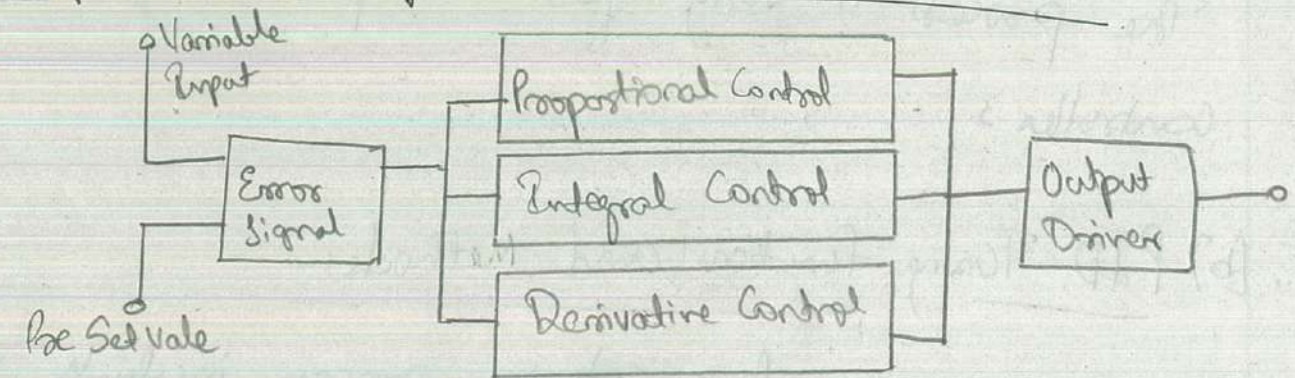 Variable
Input
Proportional Control
Error
Signal
Integral Control
Output
Driver
Derivative Control
Pre Set vale